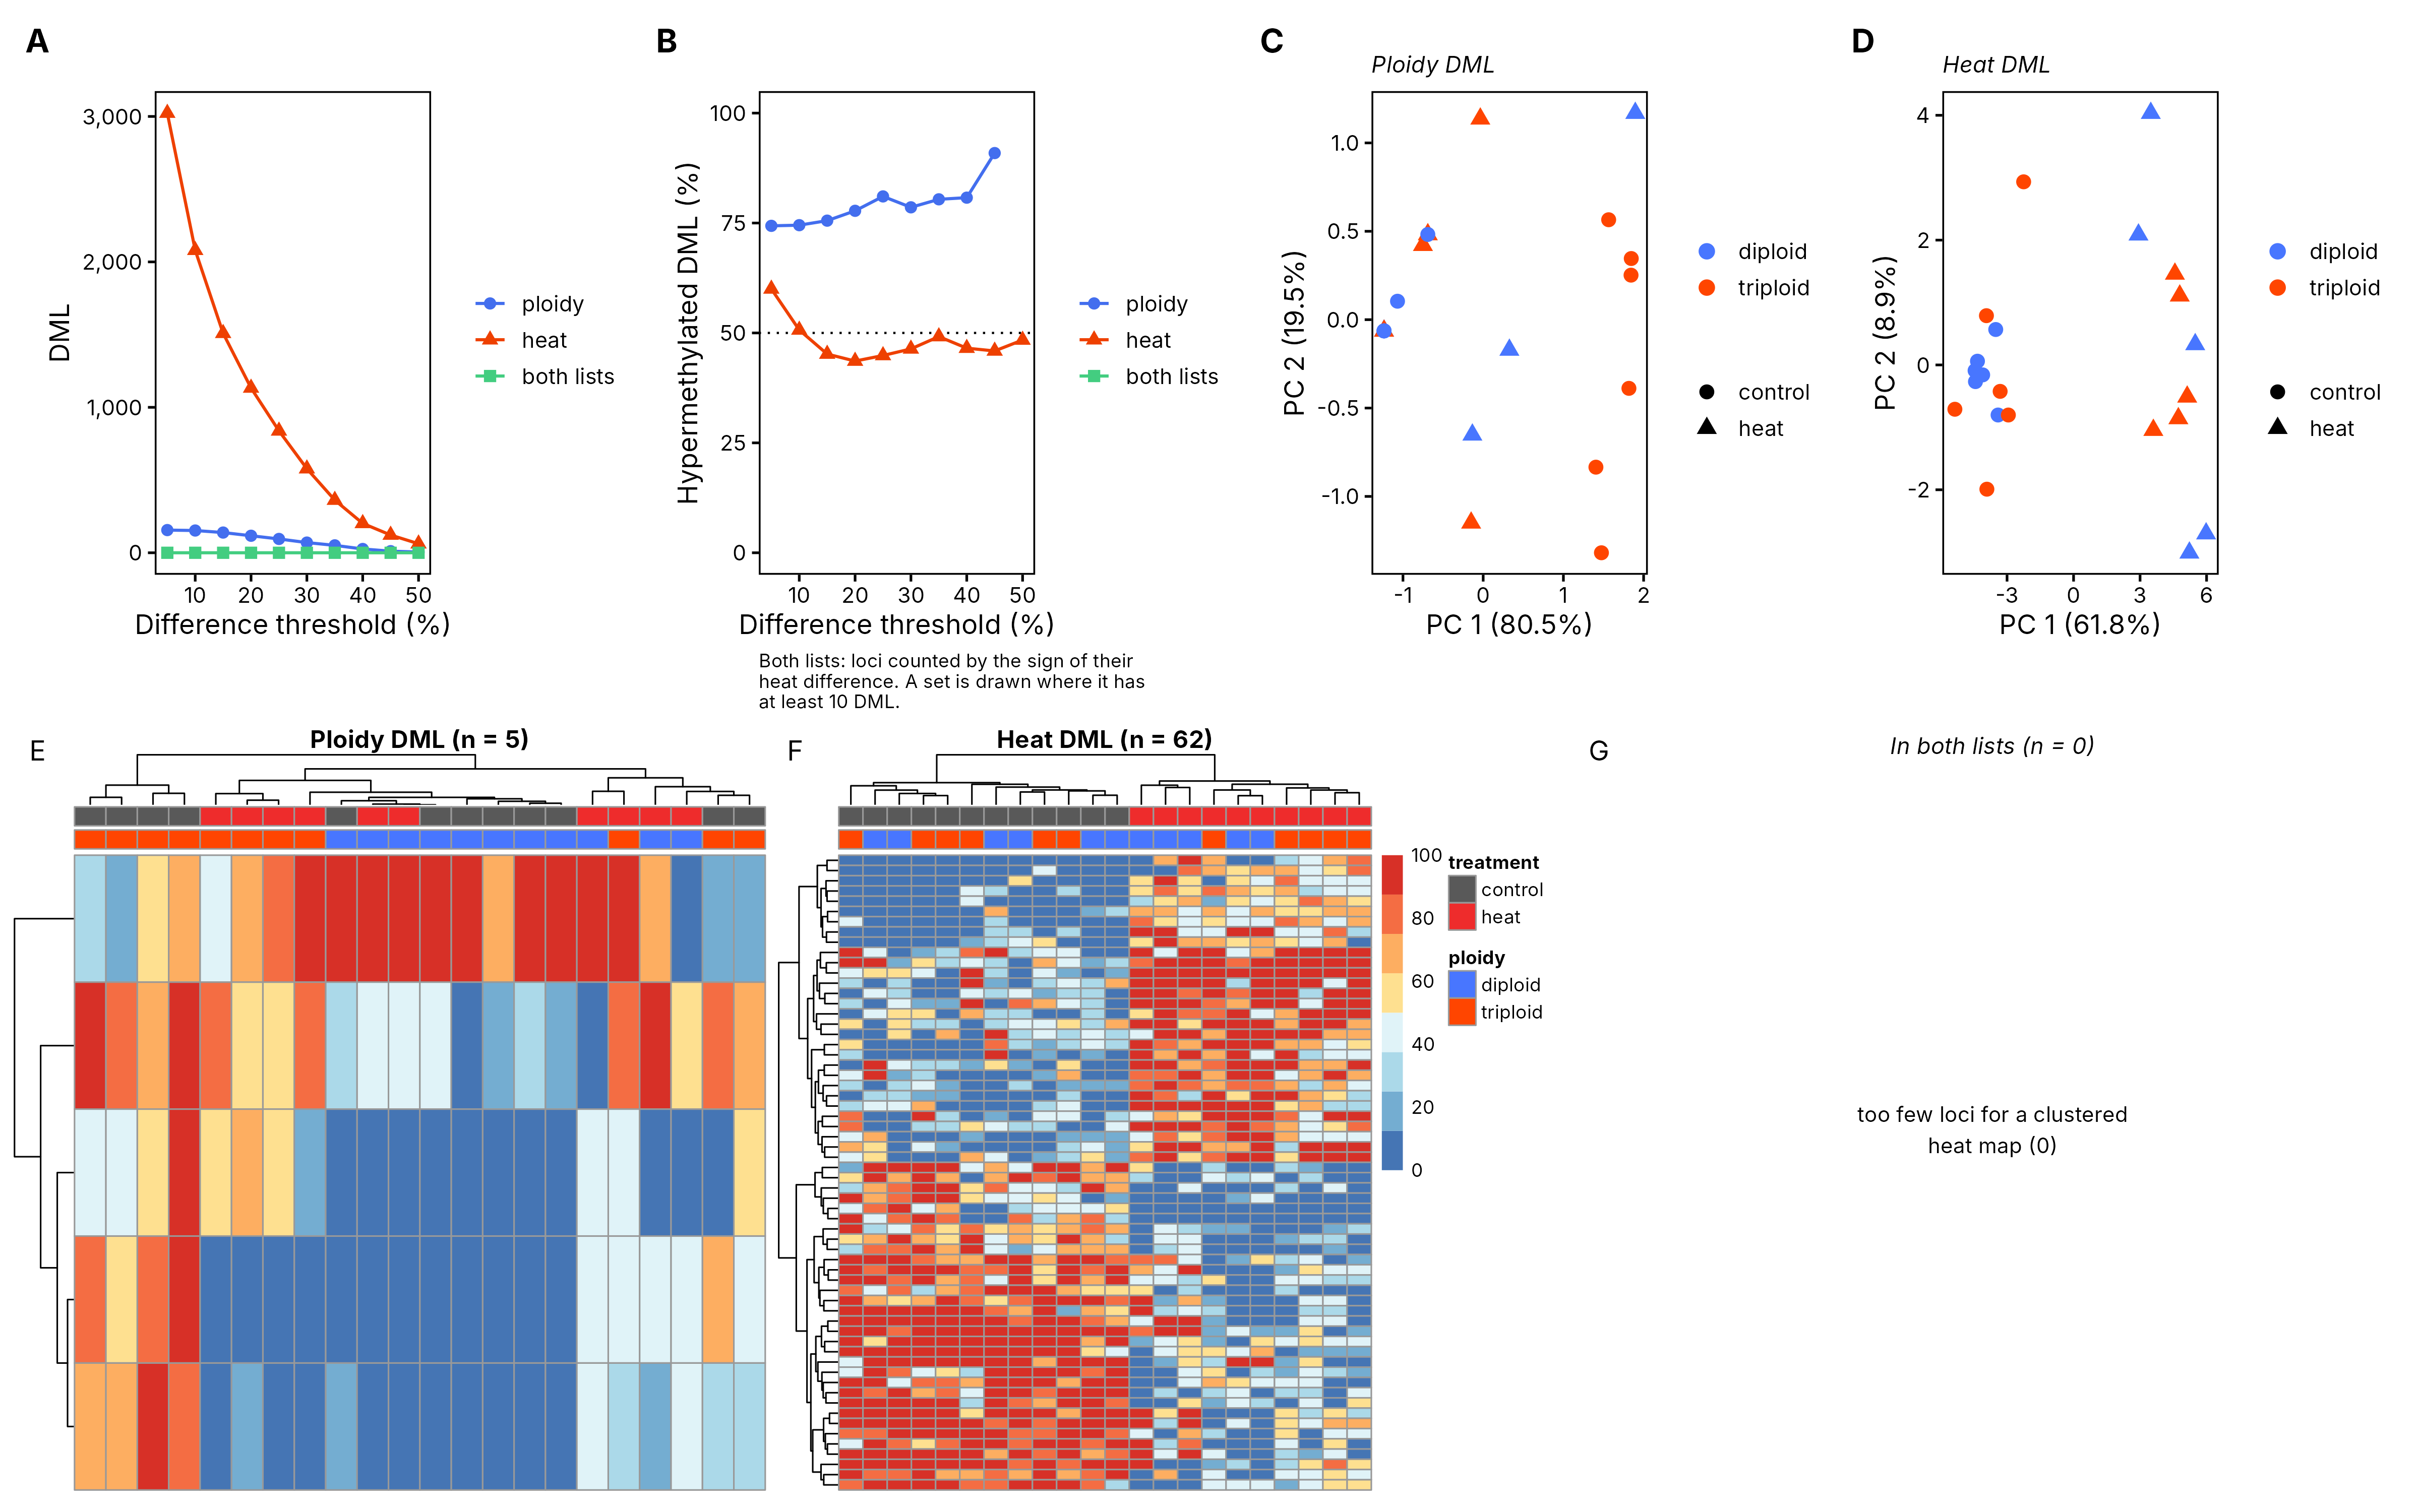 A
3,000
2,000
1,000
0
DML
10 20 30 40 50
Difference threshold (%)
ploidy
heat
both lists
B
100
75
50
25
0
Hypermethylated DML (%)
10 20 30 40 50
Difference threshold (%)
ploidy
heat
both lists
Both lists: loci counted by the sign of their
heat difference. A set is drawn where it has
at least 10 DML.
C
Ploidy DML
1.0
0.5
0.0
-0.5
-1.0
PC 2 (19.5%)
-1 0 1 2
PC 1 (80.5%)
diploid
triploid
control
heat
D
Heat DML
4
2
0
-2
PC 2 (8.9%)
-3 0 3 6
PC 1 (61.8%)
diploid
triploid
control
heat
E
Ploidy DML (n = 5)
F
Heat DML (n = 62)
100
80
60
40
20
0
treatment
control
heat
ploidy
diploid
triploid
G
In both lists (n = 0)
too few loci for a clustered
heat map (0)